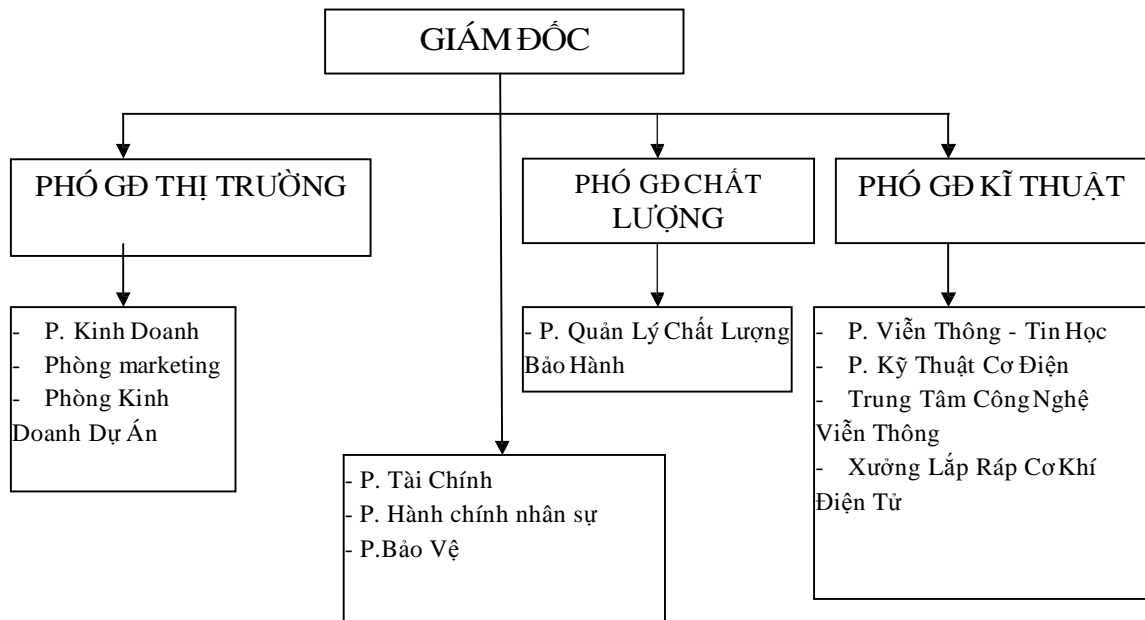 GIÁM ĐỐC
PHÓ GĐ THỊ TRƯỜNG
PHÓ GĐ CHẤT
LƯỢNG
PHÓ GĐ KĨ THUẬT
- P. Kinh Doanh
- Phòng marketing
- Phòng Kinh
Doanh Dự Án
- P. Quản Lý Chất Lượng
Bảo Hành
- P. Viễn Thông - Tin Học
- P. Kỹ Thuật Cơ Điện
- Trung Tâm Công Nghệ
Viễn Thông
- Xưởng Lắp Ráp Cơ Khí
Điện Tử
- P. Tài Chính
- P. Hành chính nhân sự
- P.Bảo Vệ